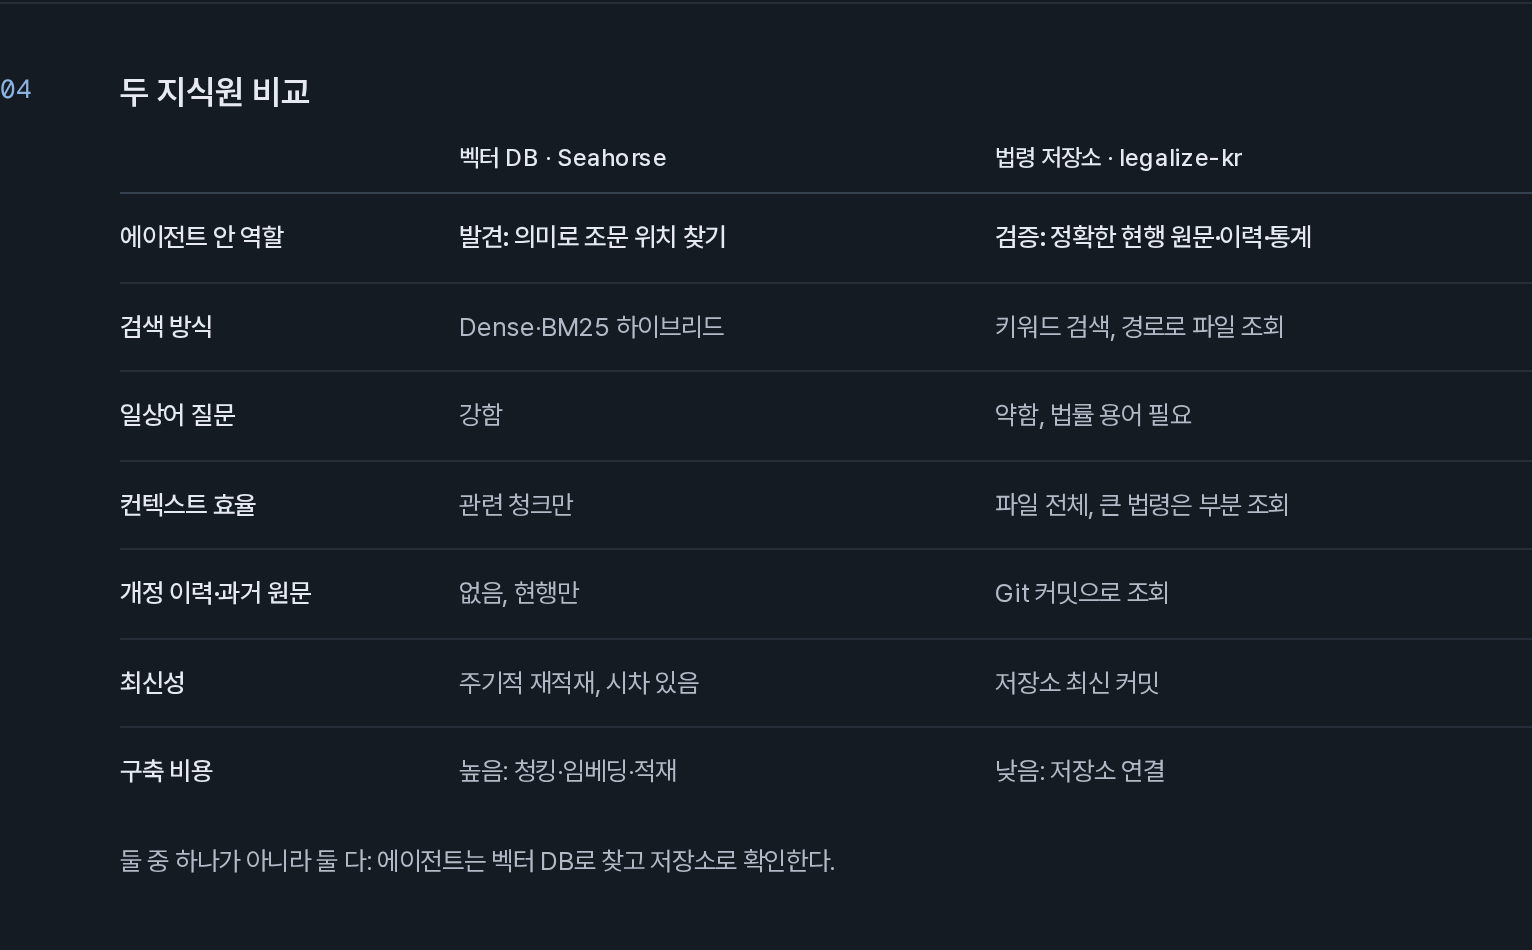 04
두 지식원 비교
벡터 DB · Seahorse 법령 저장소 · legalize-kr
에이전트 안 역할 발견: 의미로 조문 위치 찾기 검증: 정확한 현행 원문·이력·통계
검색 방식 Dense·BM25 하이브리드 키워드 검색, 경로로 파일 조회
일상어 질문 강함 약함, 법률 용어 필요
컨텍스트 효율 관련 청크만 파일 전체, 큰 법령은 부분 조회
개정 이력·과거 원문 없음, 현행만 Git 커밋으로 조회
최신성 주기적 재적재, 시차 있음 저장소 최신 커밋
구축 비용 높음: 청킹·임베딩·적재 낮음: 저장소 연결
둘 중 하나가 아니라 둘 다: 에이전트는 벡터 DB로 찾고 저장소로 확인한다.